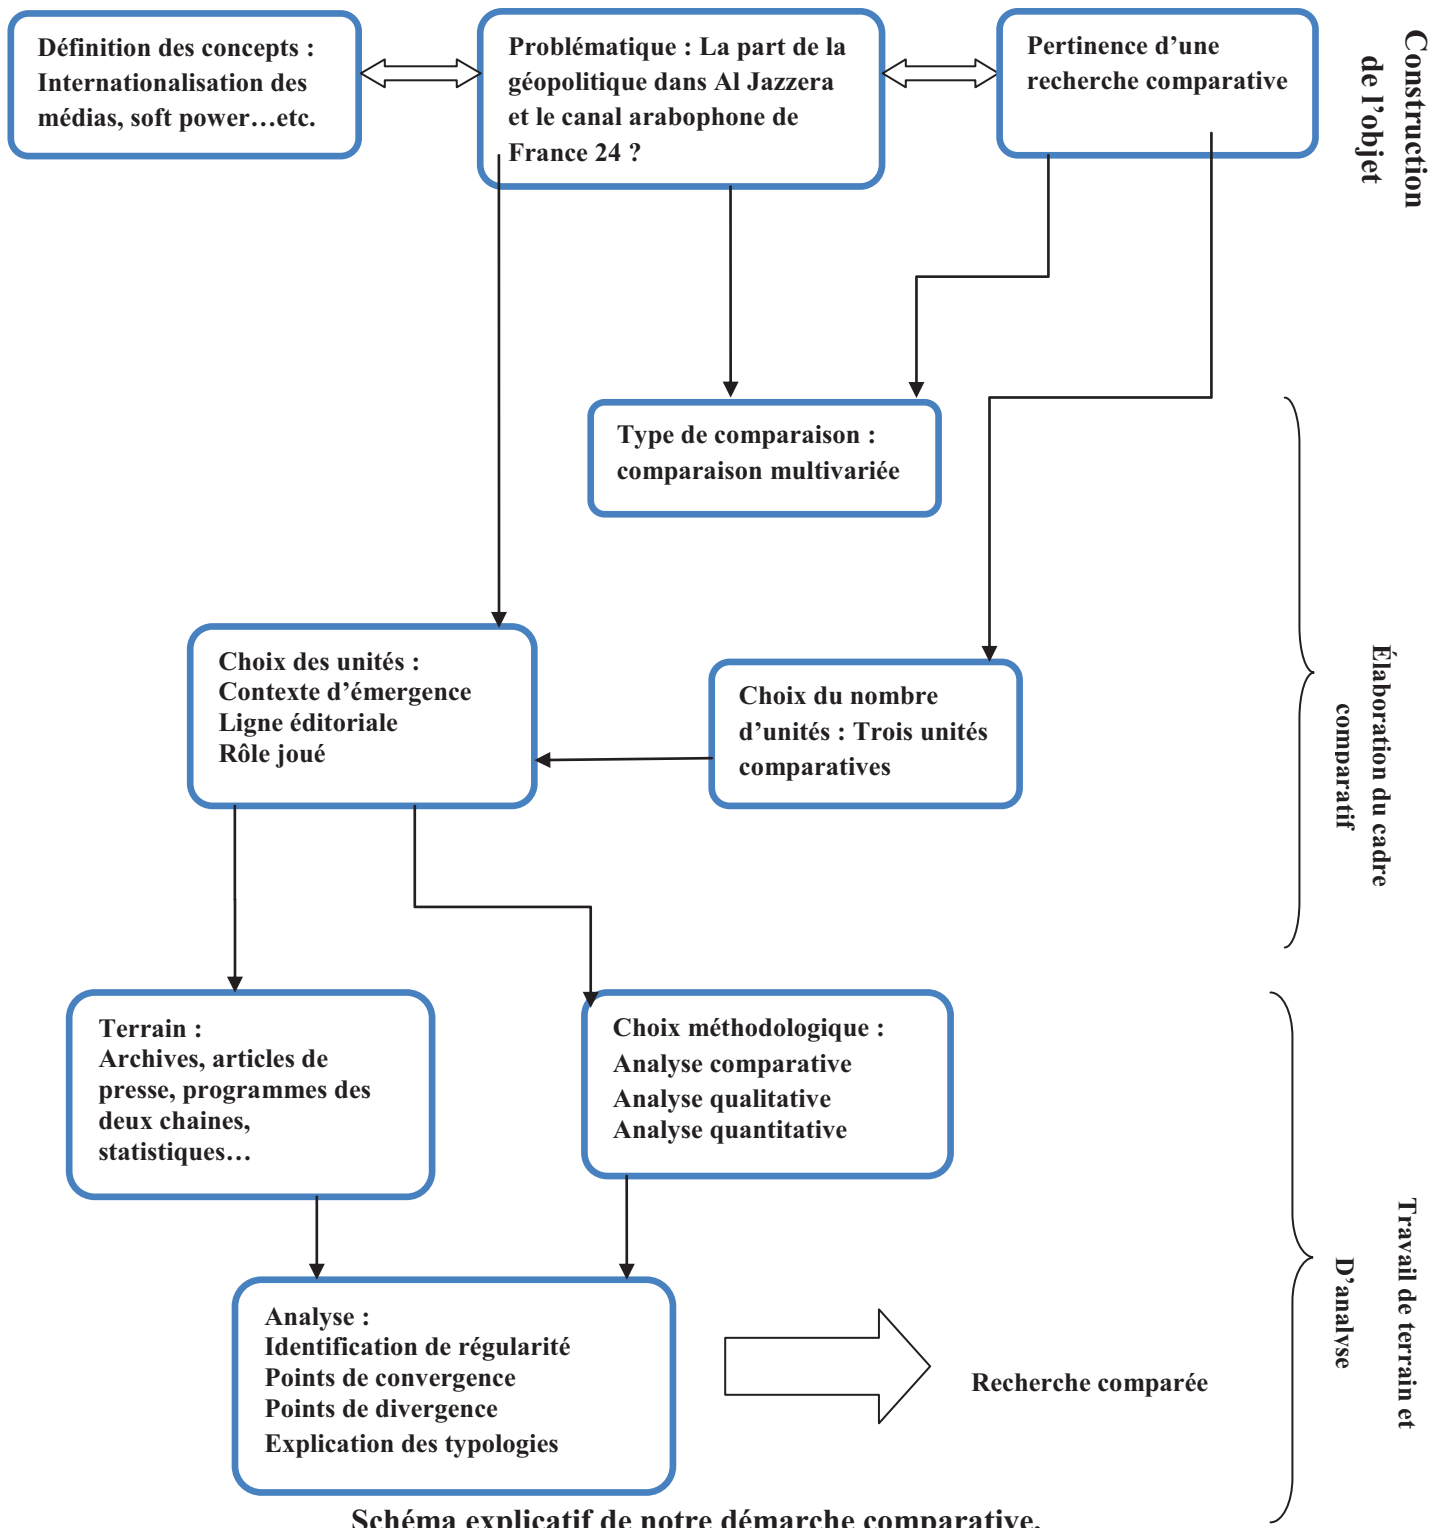 Définition des concepts :
Internationalisation des
médias, soft power…etc.
Problématique : La part de la
géopolitique dans Al Jazzera
et le canal arabophone de
France 24 ?
Pertinence d’une
recherche comparative
Construction
de l’objet
Type de comparaison :
comparaison multivariée
Choix des unités :
Contexte d’émergence
Ligne éditoriale
Rôle joué
Choix du nombre
d’unités : Trois unités
comparatives
Élaboration du cadre
comparatif
Terrain :
Archives, articles de
presse, programmes des
deux chaines,
statistiques…
Choix méthodologique :
Analyse comparative
Analyse qualitative
Analyse quantitative
Travail de terrain et
D’analyse
Analyse :
Identification de régularité
Points de convergence
Points de divergence
Explication des typologies
Recherche comparée
Schéma explicatif de notre démarche comparative.